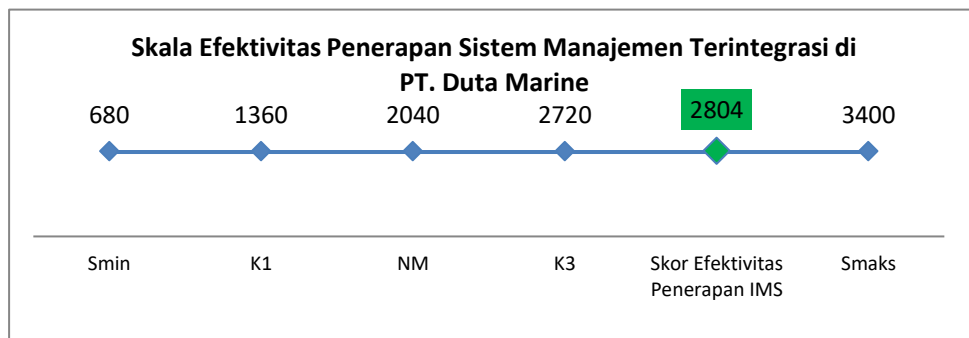 Skala Efektivitas Penerapan Sistem Manajemen Terintegrasi di
PT. Duta Marine
680 1360 2040 2720 2804 3400
Smin K1 NM K3 Skor Efektivitas Smaks
Penerapan IMS